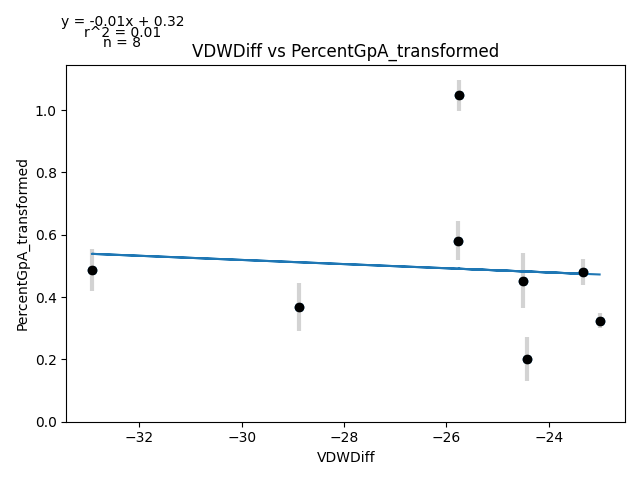 y = -0.01x + 0.32
r^2 = 0.01
n = 8
VDWDiff vs PercentGpA_transformed
PercentGpA_transformed
1.0
0.8
0.6
0.4
0.2
0.0
−32
−30
−28
−26
−24
VDWDiff